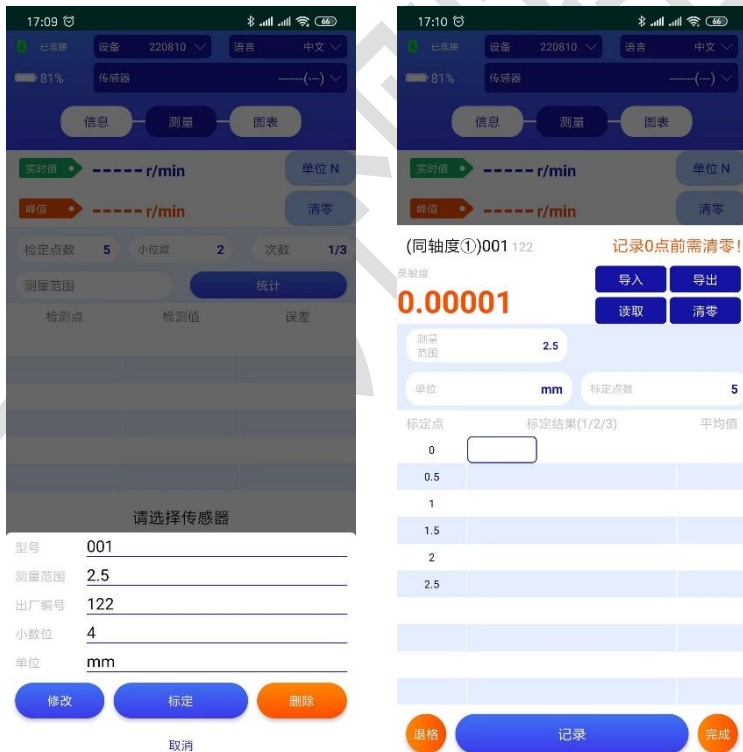 17:09
66
已连接 设备 220810 语言 中文
81% 传感器 -----(---)
信息 测量 图表
实时值 ----- r/min 单位 N
峰值 ----- r/min 清零
检定点数 5 小位数 2 次数 1/3
测量范围 统计
检测点 检测值 误差
请选择传感器
型号 001
测量范围 2.5
出厂编号 122
小数位 4
单位 mm
修改 标定 删除
取消
17:10
66
已连接 设备 220810 语言 中文
81% 传感器 -----(---)
信息 测量 图表
实时值 ----- r/min 单位 N
峰值 ----- r/min 清零
(同轴度①)001 122 记录0点前需清零!
灵敏度
0.00001
导入 导出
读取 清零
测量
范围
2.5
单位 mm 标定点数 5
标定点 标定结果(1/2/3) 平均值
0
0.5
1
1.5
2
2.5
退格 记录 完成